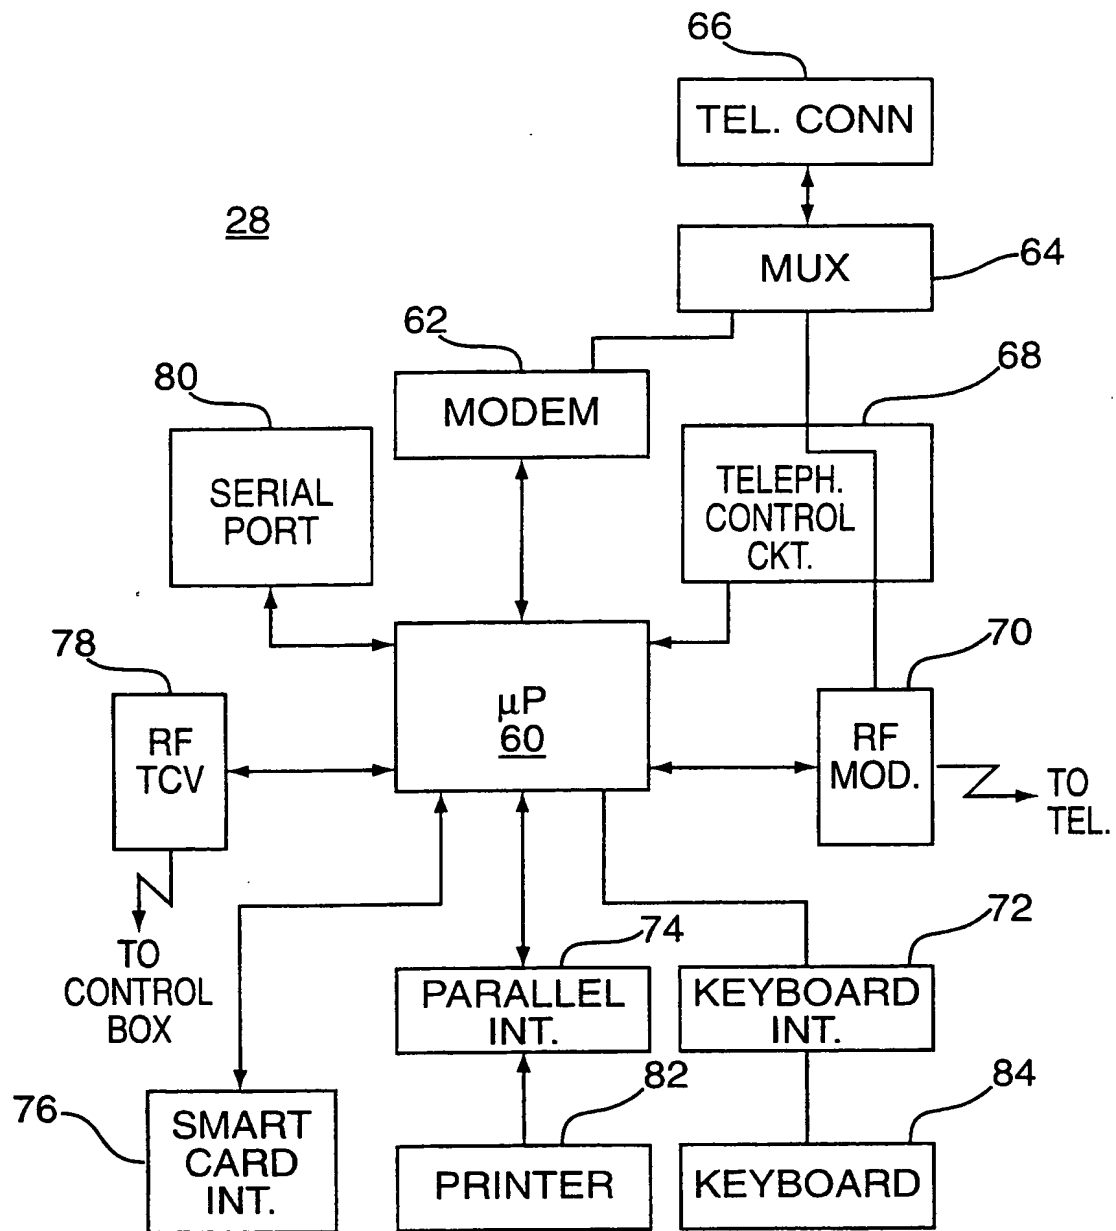 66
TEL. CONN
28
MUX
64
62
MODEM
80
68
SERIAL
PORT
TELEPH.
CONTROL
CKT.
78
RF
TCV
µP
60
70
RF
MOD.
TO
TEL.
TO
CONTROL
BOX
74
PARALLEL
INT.
72
KEYBOARD
INT.
76
SMART
CARD
INT.
82
PRINTER
84
KEYBOARD